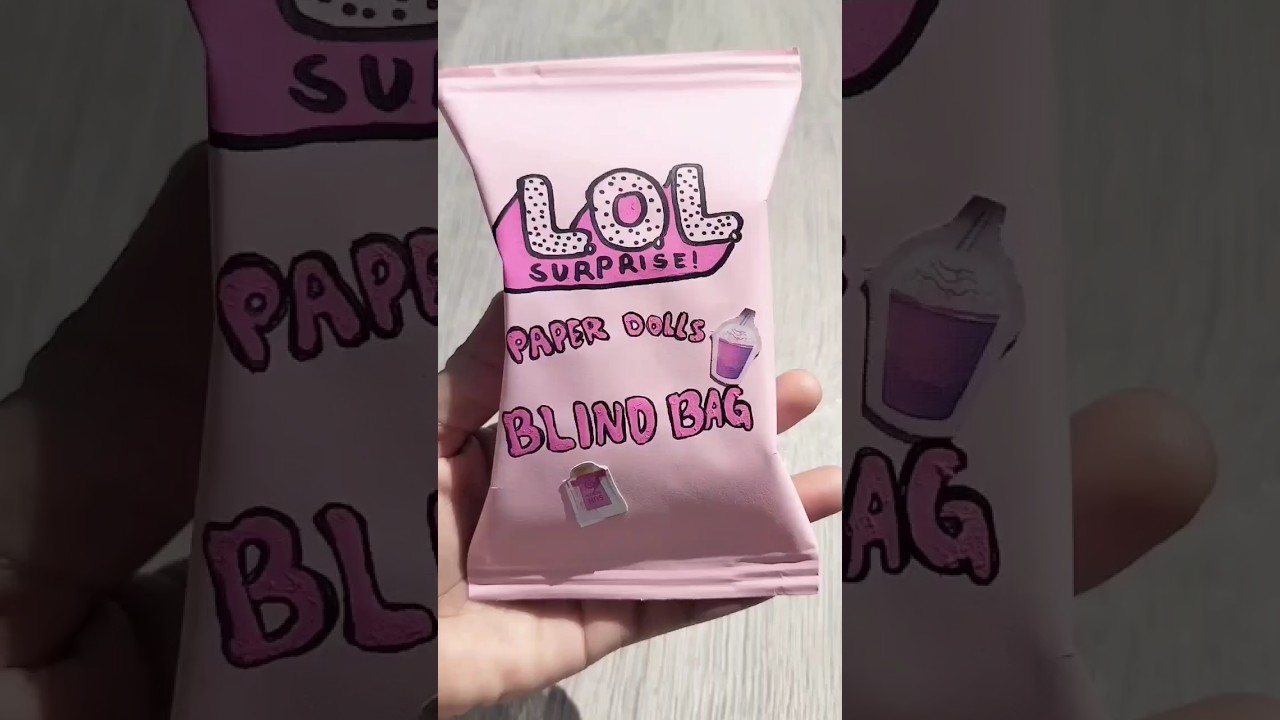 L.O.L.
SURPRISE!
PAPER DOLLS
BLIND BAG